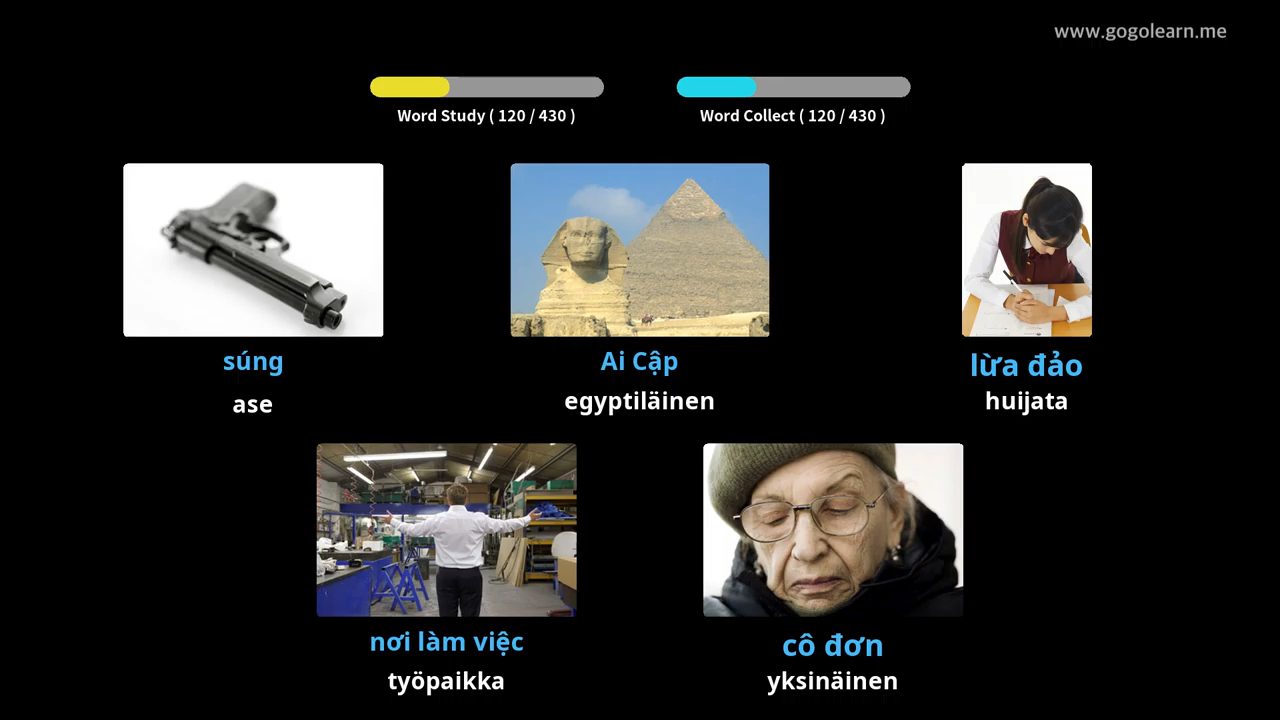 www.gogolearn.me
Word Study ( 120 / 430 )
Word Collect ( 120 / 430 )
súng
ase
Ai Cập
egyptiläinen
lừa đảo
huijata
nơi làm việc
työpaikka
cô đơn
yksinäinen